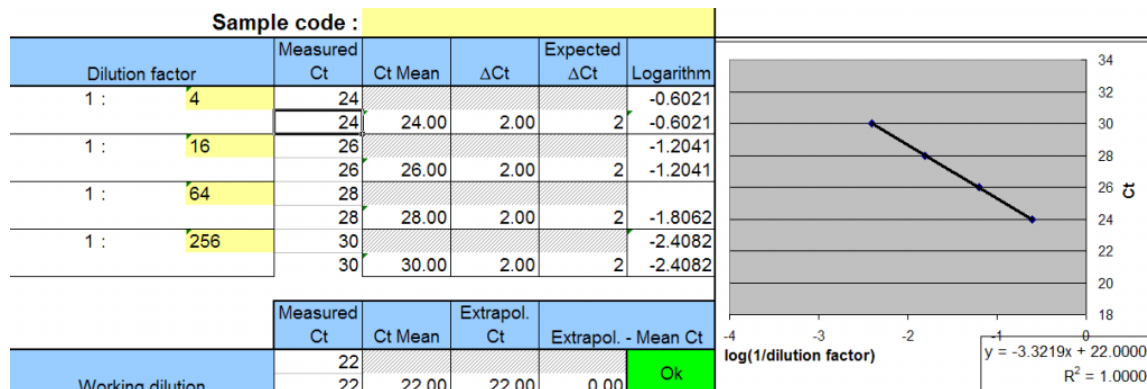 Sample code :
Dilution factor Measured Ct Ct Mean ΔCt Expected ΔCt Logarithm
1 : 4 24 -0.6021
24 24.00 2.00 2 -0.6021
1 : 16 26 -1.2041
26 26.00 2.00 2 -1.2041
1 : 64 28
28 28.00 2.00 2 -1.8062
1 : 256 30 -2.4082
30 30.00 2.00 2 -2.4082
Measured Ct Ct Mean Extrapol. Ct Extrapol. - Mean Ct
22
Working dilution 22 22.00 22.00 0.00 Ok
34
32
30
28
26
24
22
20
18
Ct
-4 -3 -2 -1 0
log(1/dilution factor)
y = -3.3219x + 22.0000
R² = 1.0000